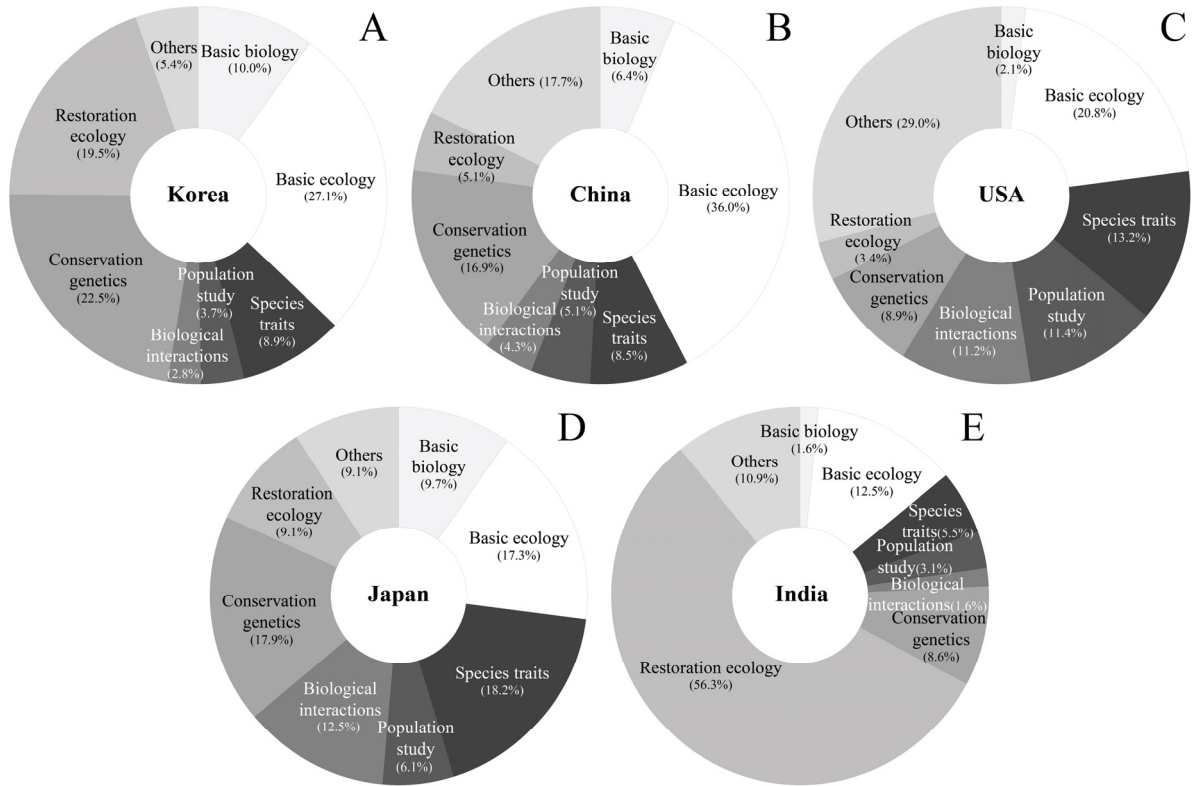 A
Others
(5.4%)
Basic biology
(10.0%)
Restoration
ecology
(19.5%)
Basic ecology
(27.1%)
Korea
Conservation
genetics
(22.5%)
Population
study
(3.7%)
Species
traits
(8.9%)
Biological
interactions
(2.8%)
B
Basic
biology
(6.4%)
Others (17.7%)
Restoration
ecology
(5.1%)
Basic ecology
(36.0%)
China
Conservation
genetics
(16.9%)
Population
study
(5.1%)
Biological
interactions
(4.3%)
Species
traits
(8.5%)
C
Basic
biology
(2.1%)
Basic ecology
(20.8%)
Others (29.0%)
USA
Species traits
(13.2%)
Restoration
ecology
(3.4%)
Conservation
genetics
(8.9%)
Population
study
(11.4%)
Biological
interactions
(11.2%)
D
Others
(9.1%)
Basic
biology
(9.7%)
Restoration
ecology
(9.1%)
Basic ecology
(17.3%)
Japan
Conservation
genetics
(17.9%)
Species traits
(18.2%)
Biological
interactions
(12.5%)
Population
study
(6.1%)
E
Basic biology
(1.6%)
Others
(10.9%)
Basic ecology
(12.5%)
Species
traits(5.5%)
Population
study(3.1%)
India
Biological
interactions(1.6%)
Conservation
genetics
(8.6%)
Restoration ecology
(56.3%)